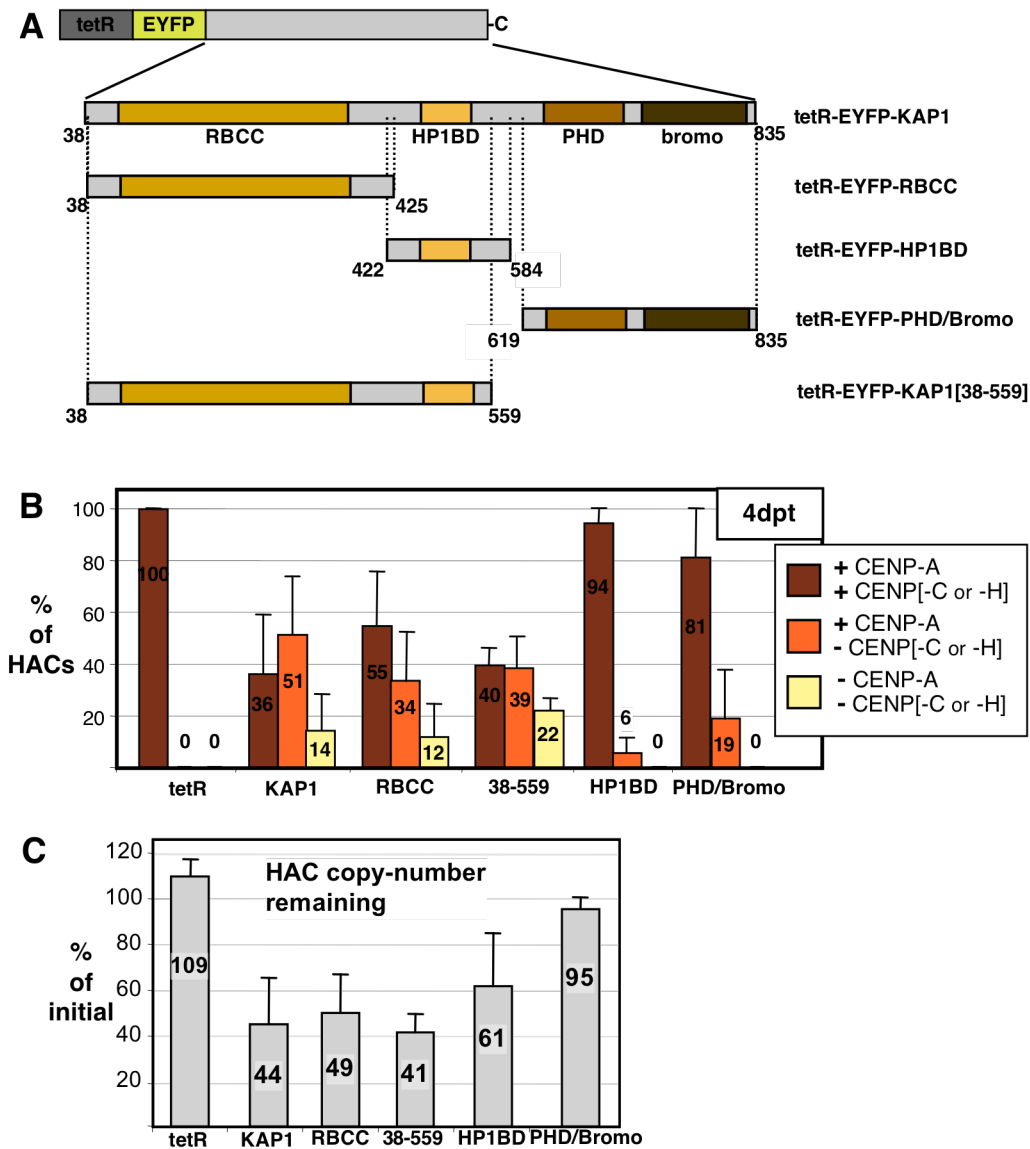 A
tetR
EYFP
-C
38
RBCC
HP1BD
PHD
bromo
835
tetR-EYFP-KAP1
38
425
tetR-EYFP-RBCC
422
584
tetR-EYFP-HP1BD
619
835
tetR-EYFP-PHD/Bromo
38
559
tetR-EYFP-KAP1[38-559]
B
4dpt
% of HACs
100
80
60
40
20
100
0
0
36
51
14
55
34
12
40
39
22
94
6
0
81
19
0
tetR
KAP1
RBCC
38-559
HP1BD
PHD/Bromo
+ CENP-A
+ CENP[-C or -H]
+ CENP-A
- CENP[-C or -H]
- CENP-A
- CENP[-C or -H]
C
HAC copy-number
remaining
%
of
initial
120
100
80
60
40
20
109
44
49
41
61
95
tetR
KAP1
RBCC
38-559
HP1BD
PHD/Bromo